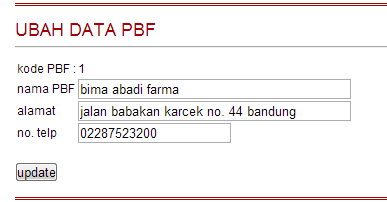 UBAH DATA PBF
kode PBF : 1
nama PBF bima abadi farma
alamat jalan babakan karcek no. 44 bandung
no. telp 02287523200
update